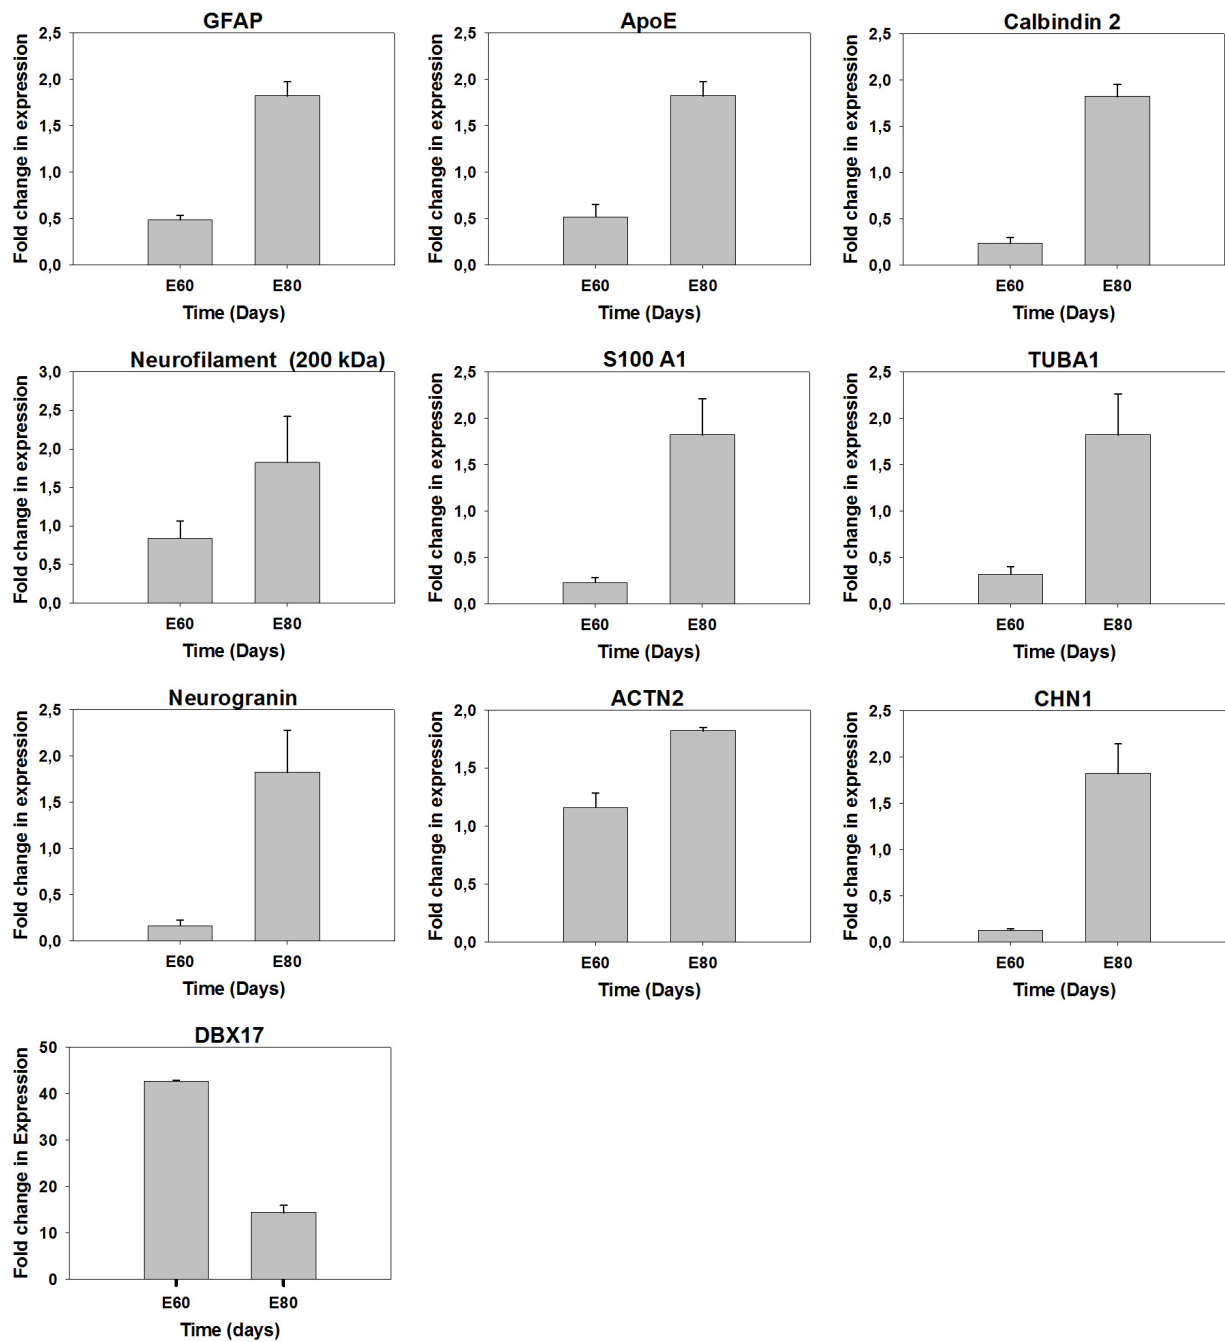 GFAP
Fold change in expression
2,5
2,0
1,5
1,0
0,5
0,0
E60 E80
Time (Days)
ApoE
Fold change in expression
2,5
2,0
1,5
1,0
0,5
0,0
E60 E80
Time (Days)
Calbindin 2
Fold change in expression
2,5
2,0
1,5
1,0
0,5
0,0
E60 E80
Time (Days)
Neurofilament (200 kDa)
Fold change in expression
3,0
2,5
2,0
1,5
1,0
0,5
0,0
E60 E80
Time (Days)
S100 A1
Fold change in expression
2,5
2,0
1,5
1,0
0,5
0,0
E60 E80
Time (Days)
TUBA1
Fold change in expression
2,5
2,0
1,5
1,0
0,5
0,0
E60 E80
Time (Days)
Neurogranin
Fold change in expression
2,5
2,0
1,5
1,0
0,5
0,0
E60 E80
Time (Days)
ACTN2
Fold change in expression
2,0
1,5
1,0
0,5
0,0
E60 E80
Time (Days)
CHN1
Fold change in expression
2,5
2,0
1,5
1,0
0,5
0,0
E60 E80
Time (Days)
DBX17
Fold change in Expression
50
40
30
20
10
0
E60 E80
Time (days)